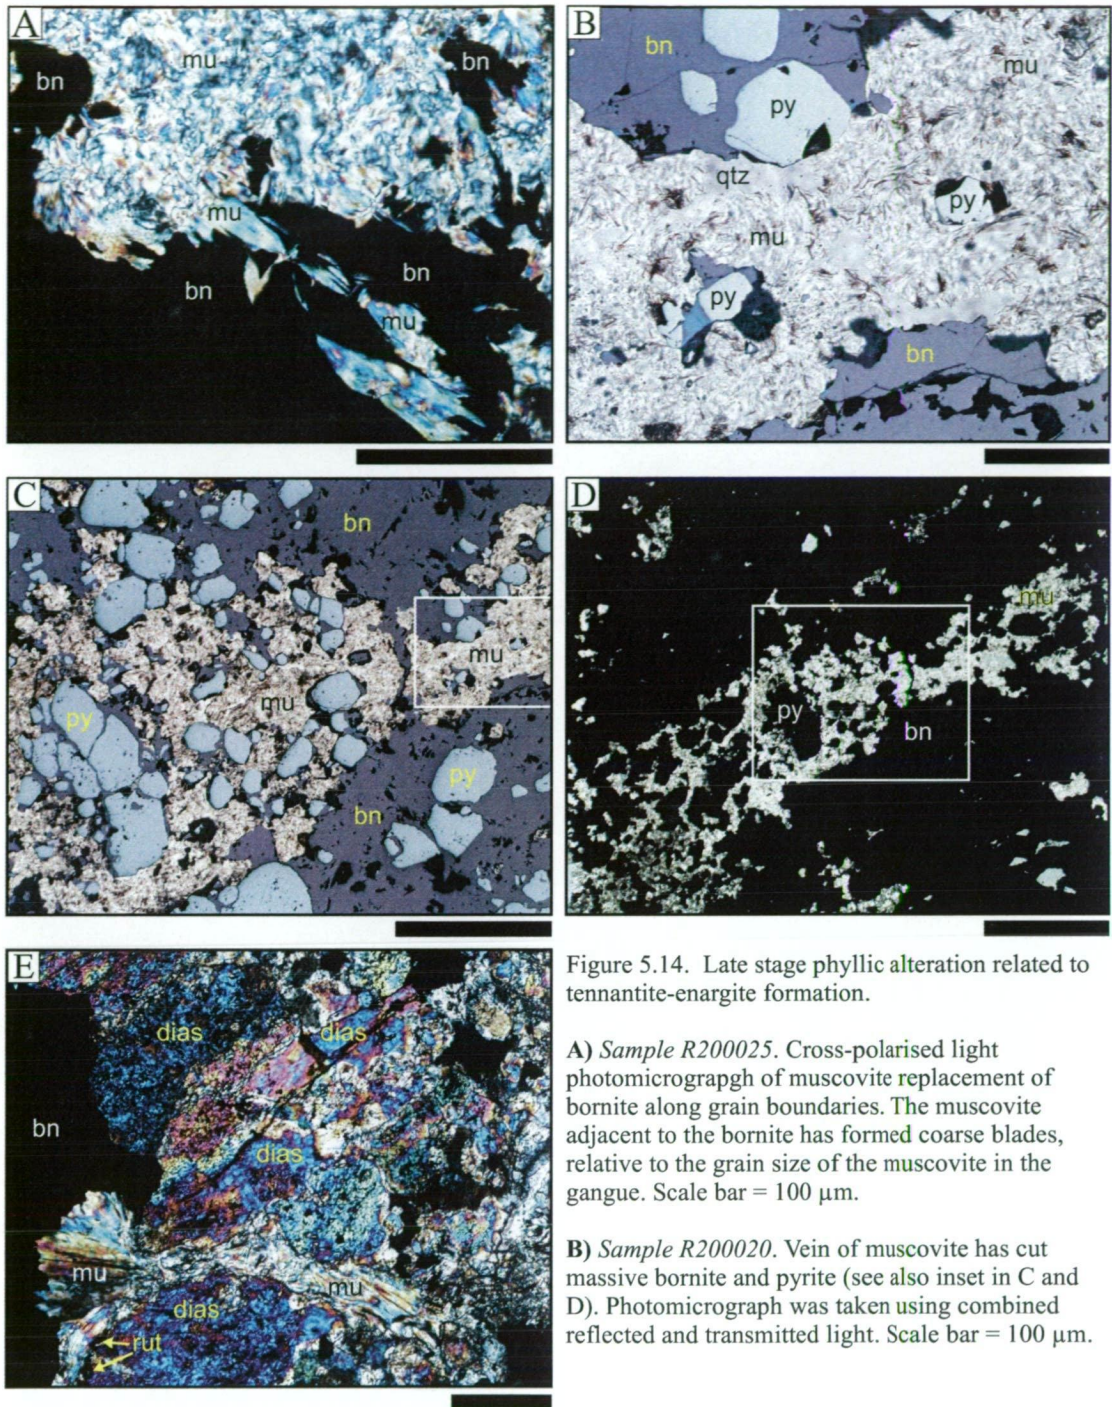 A
bn
mu
bn
mu
bn
bn
mu
B
bn
mu
py
qtz
py
mu
py
bn
C
bn
mu
mu
py
py
bn
D
mu
py
bn
E
dias
dias
bn
dias
mu
mu
dias
rut
Figure 5.14. Late stage phyllic alteration related to
tennantite-enargite formation.
A) Sample R200025. Cross-polarised light
photomicrograpgh of muscovite replacement of
bornite along grain boundaries. The muscovite
adjacent to the bornite has formed coarse blades,
relative to the grain size of the muscovite in the
gangue. Scale bar = 100 μm.
B) Sample R200020. Vein of muscovite has cut
massive bornite and pyrite (see also inset in C and
D). Photomicrograph was taken using combined
reflected and transmitted light. Scale bar = 100 μm.